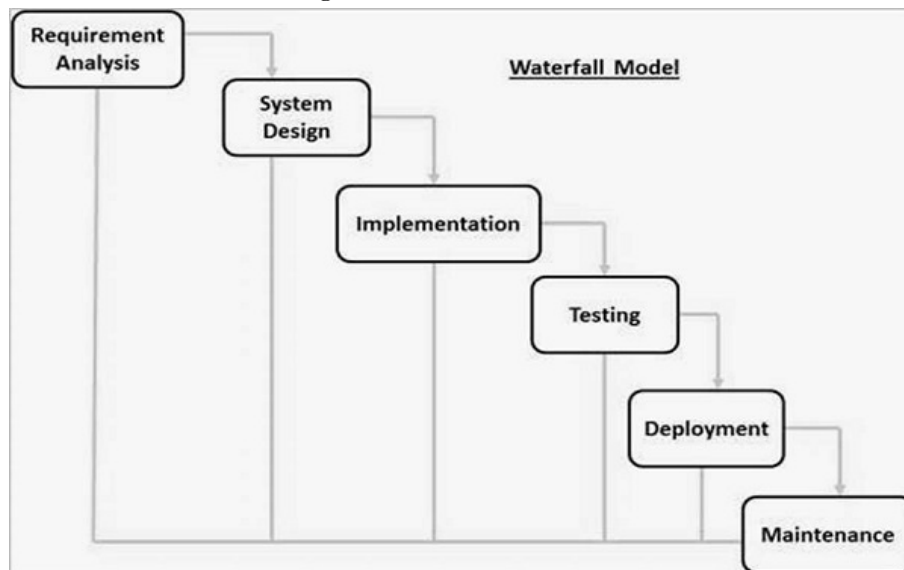 Requirement
Analysis
Waterfall Model
System
Design
Implementation
Testing
Deployment
Maintenance